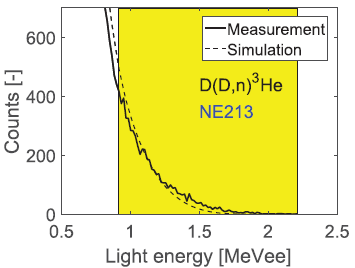 600
400
200
0
Counts [-]
Measurement
Simulation
D(D,n)³He
NE213
0.5 1 1.5 2 2.5
Light energy [MeVee]